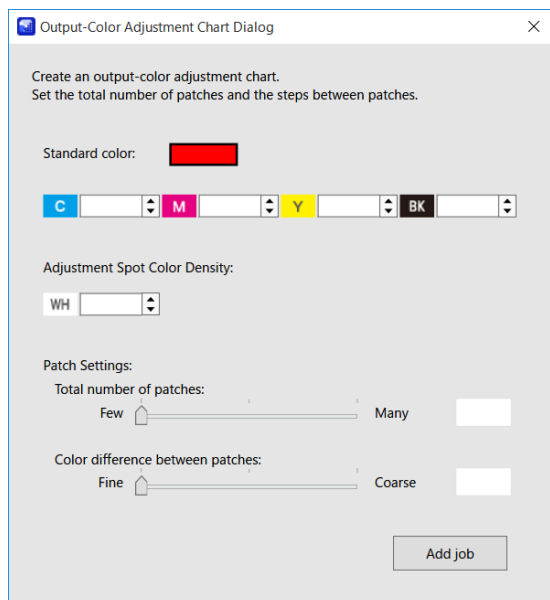 Output-Color Adjustment Chart Dialog
Create an output-color adjustment chart.
Set the total number of patches and the steps between patches.
Standard color:
C M Y BK
Adjustment Spot Color Density:
WH
Patch Settings:
Total number of patches:
Few Many
Color difference between patches:
Fine Coarse
Add job